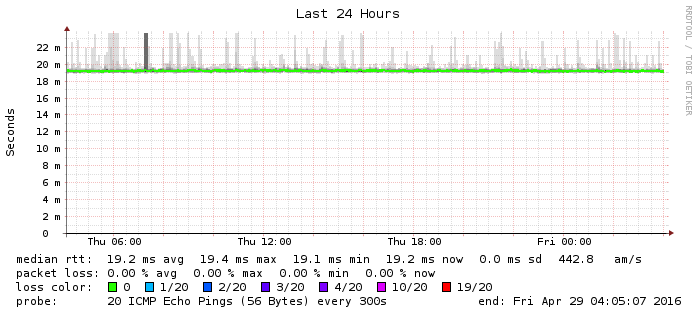 Last 24 Hours
RRDTOOL / TOBI OETIKER
Seconds
22 m
20 m
18 m
16 m
14 m
12 m
10 m
8 m
6 m
4 m
2 m
0
Thu 06:00 Thu 12:00 Thu 18:00 Fri 00:00
median rtt: 19.2 ms avg 19.4 ms max 19.1 ms min 19.2 ms now 0.0 ms sd 442.8 am/s
packet loss: 0.00 % avg 0.00 % max 0.00 % min 0.00 % now
loss color: 0 1/20 2/20 3/20 4/20 10/20 19/20
probe: 20 ICMP Echo Pings (56 Bytes) every 300s end: Fri Apr 29 04:05:07 2016